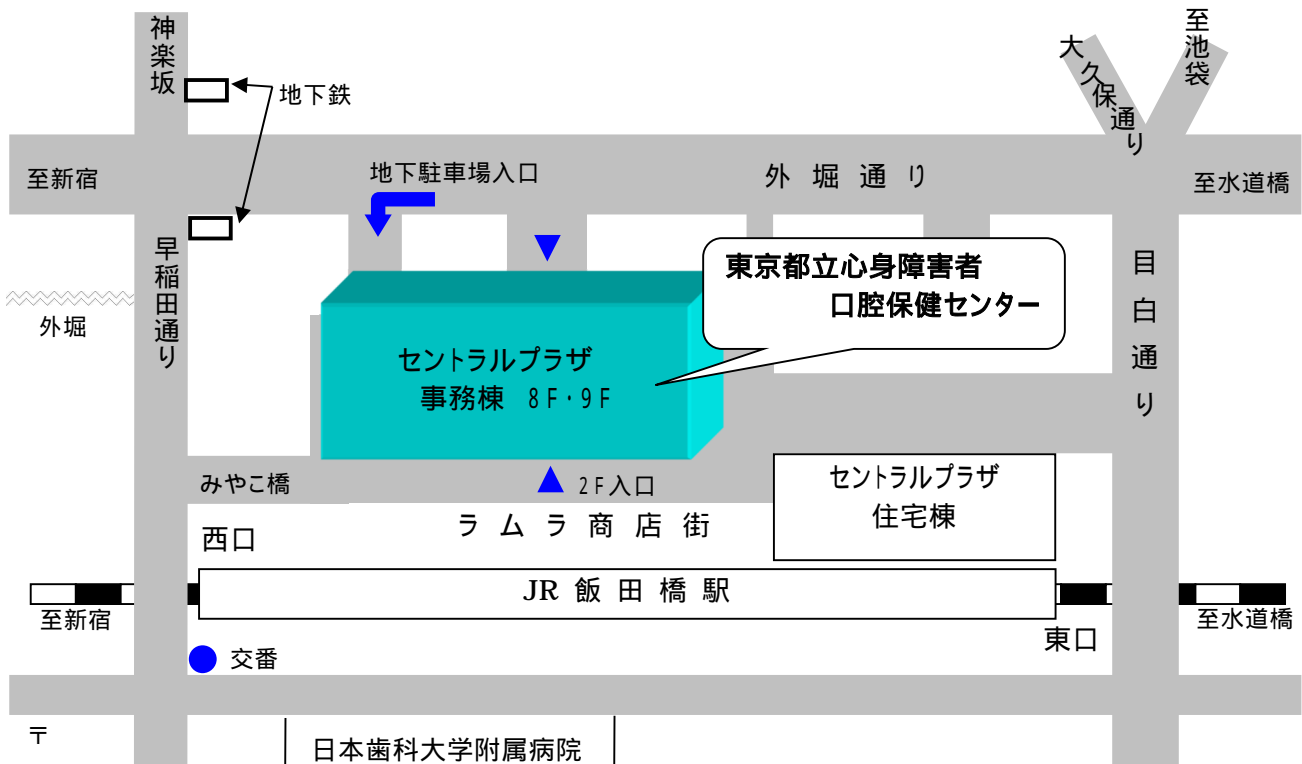 神楽坂
地下鉄
大久保通り
至池袋
至新宿
地下駐車場入口
外堀通り
至水道橋
早稲田通り
外堀
東京都立心身障害者
口腔保健センター
目白通り
セントラルプラザ
事務棟 8F・9F
みやこ橋
2F入口
セントラルプラザ
住宅棟
ラムラ商店街
西口
JR 飯田橋駅
至新宿
至水道橋
東口
交番
〒
日本歯科大学附属病院